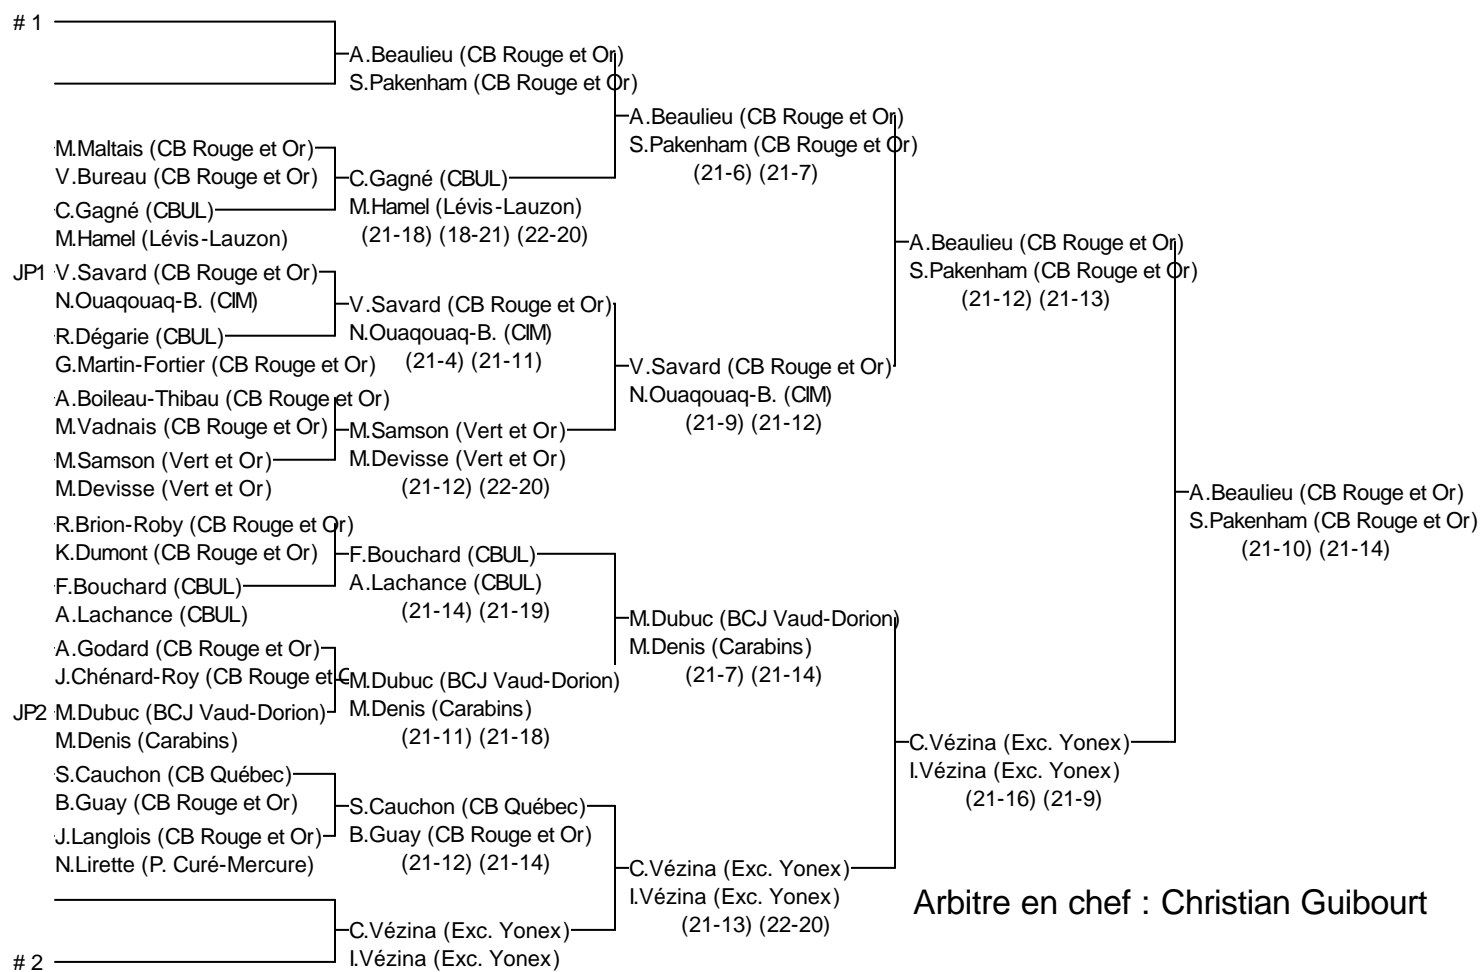 # 1
A.Beaulieu (CB Rouge et Or)
S.Pakenham (CB Rouge et Or)
A.Beaulieu (CB Rouge et Or)
S.Pakenham (CB Rouge et Or)
(21-6) (21-7)
M.Maltais (CB Rouge et Or)
V.Bureau (CB Rouge et Or)
C.Gagné (CBUL)
M.Hamel (Lévis-Lauzon)
C.Gagné (CBUL)
M.Hamel (Lévis-Lauzon)
(21-18) (18-21) (22-20)
A.Beaulieu (CB Rouge et Or)
S.Pakenham (CB Rouge et Or)
(21-12) (21-13)
JP1 V.Savard (CB Rouge et Or)
N.Ouaqouaq-B. (CIM)
R.Dégarie (CBUL)
G.Martin-Fortier (CB Rouge et Or)
V.Savard (CB Rouge et Or)
N.Ouaqouaq-B. (CIM)
(21-4) (21-11)
V.Savard (CB Rouge et Or)
N.Ouaqouaq-B. (CIM)
(21-9) (21-12)
A.Boileau-Thibau (CB Rouge et Or)
M.Vadnais (CB Rouge et Or)
M.Samson (Vert et Or)
M.Devisse (Vert et Or)
M.Samson (Vert et Or)
M.Devisse (Vert et Or)
(21-12) (22-20)
A.Beaulieu (CB Rouge et Or)
S.Pakenham (CB Rouge et Or)
(21-10) (21-14)
R.Brion-Roby (CB Rouge et Or)
K.Dumont (CB Rouge et Or)
F.Bouchard (CBUL)
A.Lachance (CBUL)
F.Bouchard (CBUL)
A.Lachance (CBUL)
(21-14) (21-19)
M.Dubuc (BCJ Vaud-Dorion)
M.Denis (Carabins)
(21-7) (21-14)
A.Godard (CB Rouge et Or)
J.Chénard-Roy (CB Rouge et O
JP2 M.Dubuc (BCJ Vaud-Dorion)
M.Denis (Carabins)
M.Dubuc (BCJ Vaud-Dorion)
M.Denis (Carabins)
(21-11) (21-18)
C.Vézina (Exc. Yonex)
I.Vézina (Exc. Yonex)
(21-16) (21-9)
S.Cauchon (CB Québec)
B.Guay (CB Rouge et Or)
J.Langlois (CB Rouge et Or)
N.Lirette (P. Curé-Mercure)
S.Cauchon (CB Québec)
B.Guay (CB Rouge et Or)
(21-12) (21-14)
C.Vézina (Exc. Yonex)
I.Vézina (Exc. Yonex)
(21-13) (22-20)
C.Vézina (Exc. Yonex)
I.Vézina (Exc. Yonex)
# 2
Arbitre en chef : Christian Guibourt